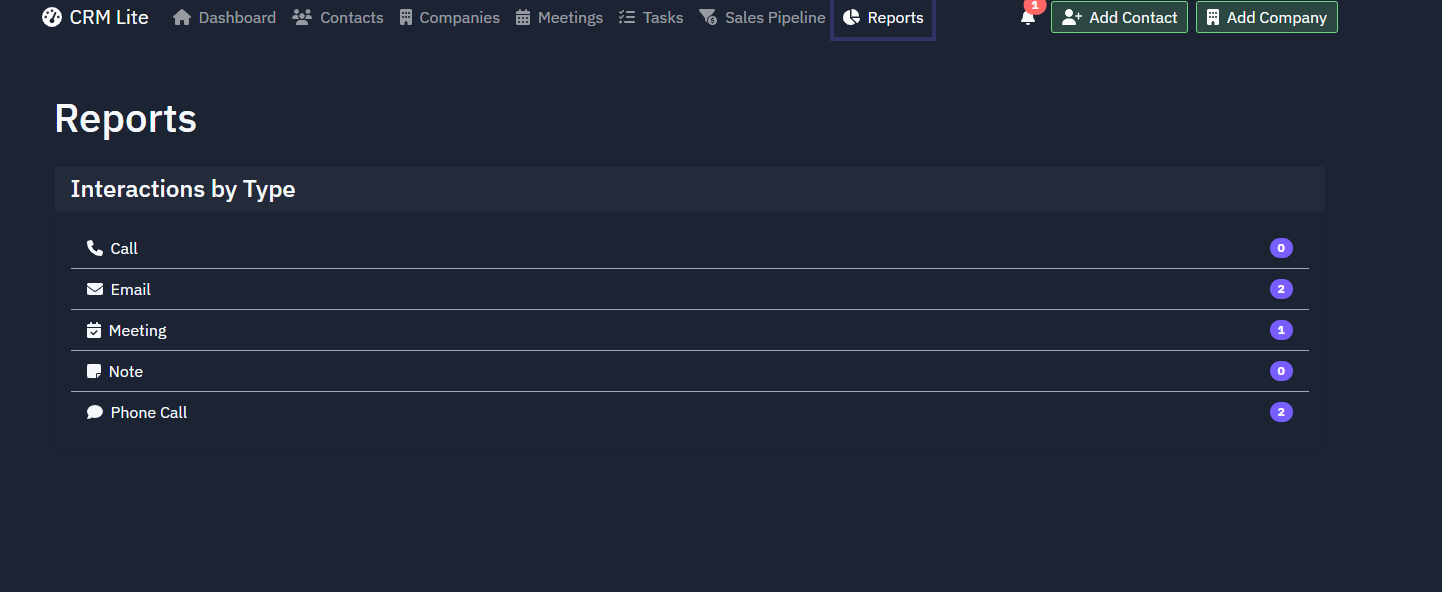 CRM Lite Dashboard Contacts Companies Meetings Tasks Sales Pipeline Reports 1 Add Contact Add Company
Reports
Interactions by Type
Call 0
Email 2
Meeting 1
Note 0
Phone Call 2